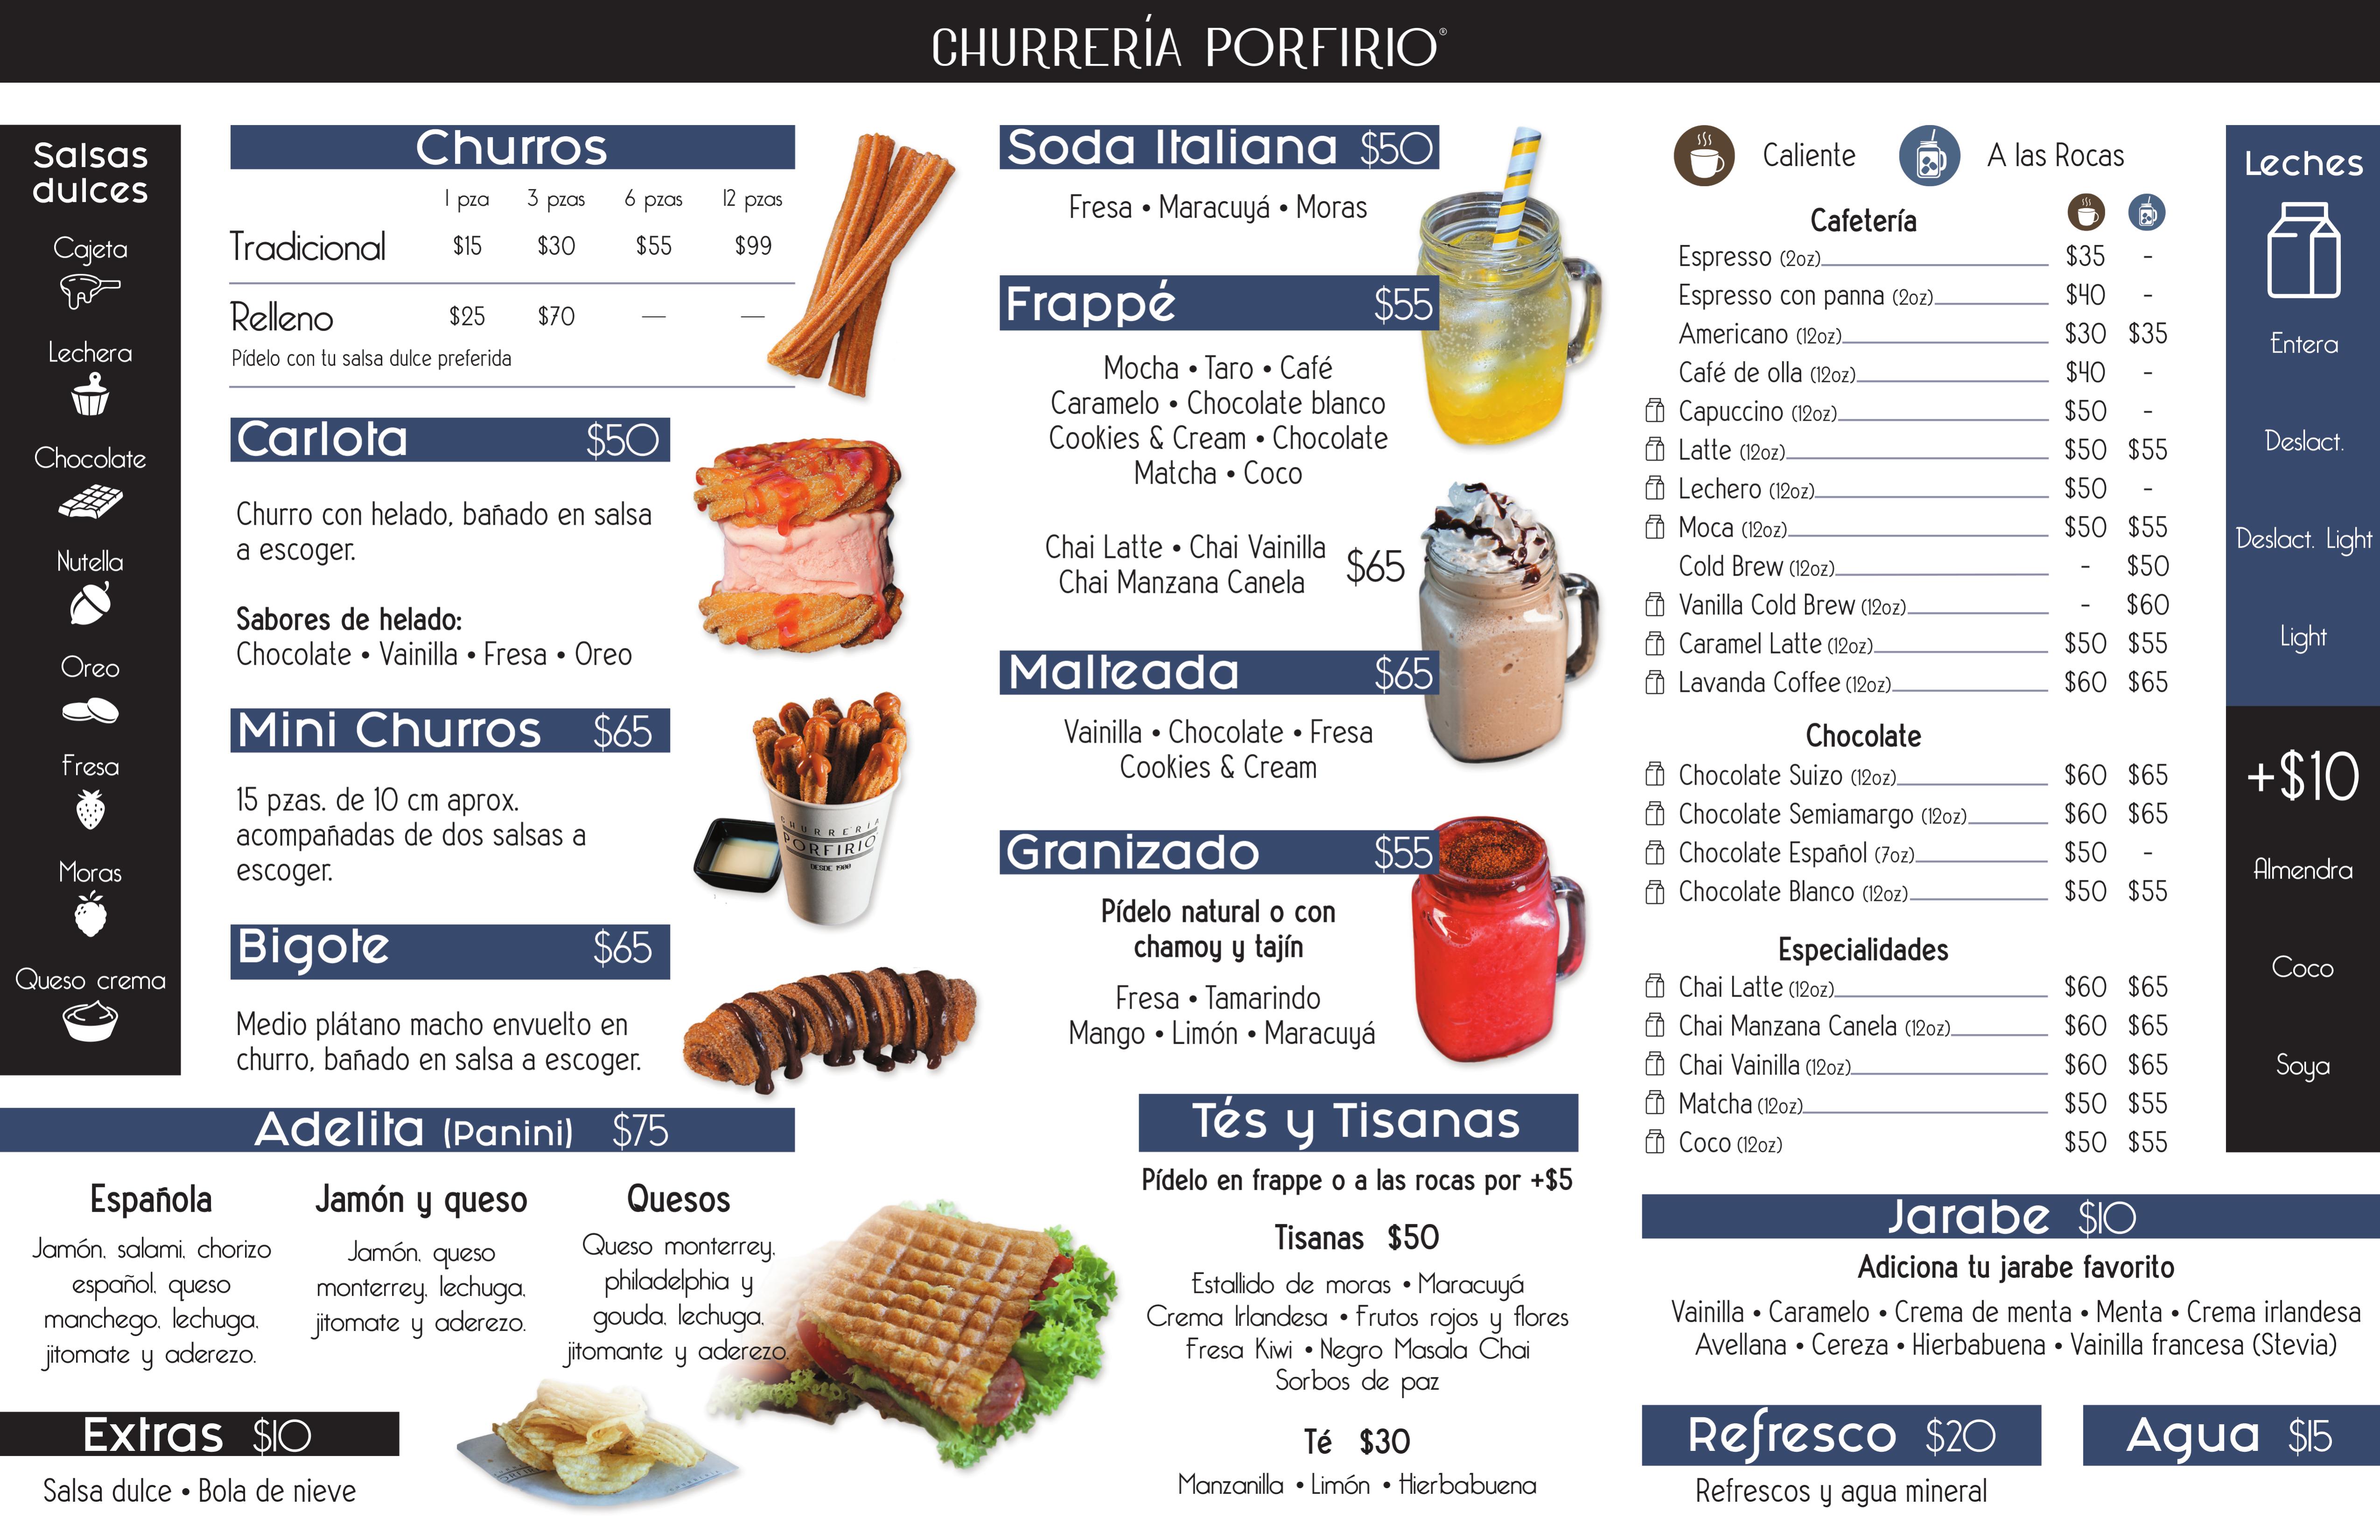 CHURRERÍA PORFIRIO®
Salsas
dulces
Cajeta
Lechera
Chocolate
Nutella
Oreo
Fresa
Moras
Queso crema
Churros
1 pza 3 pzas 6 pzas 12 pzas
Tradicional $15 $30 $55 $99
Relleno $25 $70 — —
Pídelo con tu salsa dulce preferida
Carlota $50
Churro con helado, bañado en salsa
a escoger.
Sabores de helado:
Chocolate • Vainilla • Fresa • Oreo
Mini Churros $65
15 pzas. de 10 cm aprox.
acompañadas de dos salsas a
escoger.
CHURRERÍA
PORFIRIO
DESDE 1980
Bigote $65
Medio plátano macho envuelto en
churro, bañado en salsa a escoger.
Adelita (Panini) $75
Española
Jamón, salami, chorizo
español, queso
manchego, lechuga,
jitomate y aderezo.
Jamón y queso
Jamón, queso
monterrey, lechuga,
jitomate y aderezo.
Quesos
Queso monterrey,
philadelphia y
gouda, lechuga,
jitomante y aderezo.
Extras $10
Salsa dulce • Bola de nieve
Soda Italiana $50
Fresa • Maracuyá • Moras
Frappé $55
Mocha • Taro • Café
Caramelo • Chocolate blanco
Cookies & Cream • Chocolate
Matcha • Coco
Chai Latte • Chai Vainilla
Chai Manzana Canela
$65
Malteada $65
Vainilla • Chocolate • Fresa
Cookies & Cream
Granizado $55
Pídelo natural o con
chamoy y tajín
Fresa • Tamarindo
Mango • Limón • Maracuyá
Tés y Tisanas
Pídelo en frappe o a las rocas por +$5
Tisanas $50
Estallido de moras • Maracuyá
Crema Irlandesa • Frutos rojos y flores
Fresa Kiwi • Negro Masala Chai
Sorbos de paz
Té $30
Manzanilla • Limón • Hierbabuena
Caliente A las Rocas
Cafetería
Espresso (2oz) $35 -
Espresso con panna (2oz) $40 -
Americano (12oz) $30 $35
Café de olla (12oz) $40 -
Capuccino (12oz) $50 -
Latte (12oz) $50 $55
Lechero (12oz) $50 -
Moca (12oz) $50 $55
Cold Brew (12oz) - $50
Vanilla Cold Brew (12oz) - $60
Caramel Latte (12oz) $50 $55
Lavanda Coffee (12oz) $60 $65
Chocolate
Chocolate Suizo (12oz) $60 $65
Chocolate Semiamargo (12oz) $60 $65
Chocolate Español (7oz) $50 -
Chocolate Blanco (12oz) $50 $55
Especialidades
Chai Latte (12oz) $60 $65
Chai Manzana Canela (12oz) $60 $65
Chai Vainilla (12oz) $60 $65
Matcha (12oz) $50 $55
Coco (12oz) $50 $55
Jarabe $10
Adiciona tu jarabe favorito
Vainilla • Caramelo • Crema de menta • Menta • Crema irlandesa
Avellana • Cereza • Hierbabuena • Vainilla francesa (Stevia)
Refresco $20
Refrescos y agua mineral
Agua $15
Leches
Entera
Deslact.
Deslact. Light
Light
+$10
Almendra
Coco
Soya